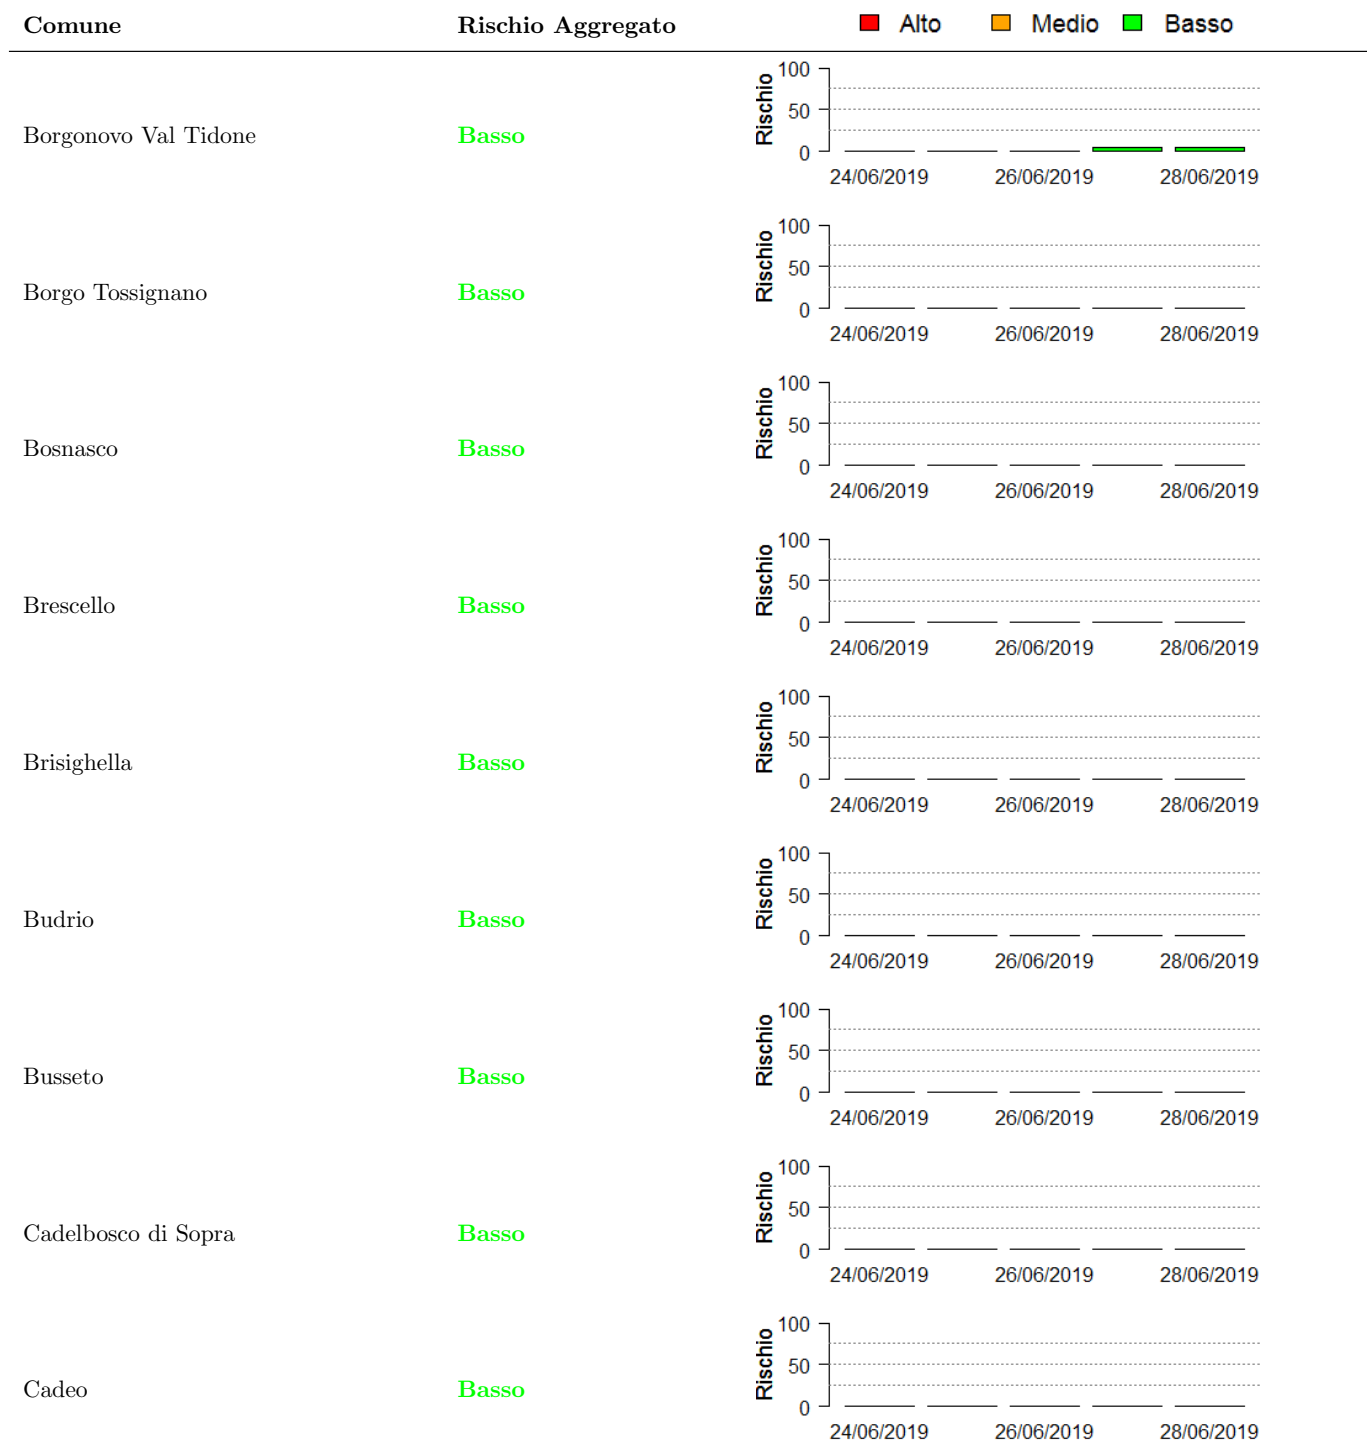 Comune Rischio Aggregato Alto Medio Basso
100
50
0
Rischio
Borgonovo Val Tidone Basso
24/06/2019 26/06/2019 28/06/2019
100
50
0
Rischio
Borgo Tossignano Basso
24/06/2019 26/06/2019 28/06/2019
100
50
0
Rischio
Bosnasco Basso
24/06/2019 26/06/2019 28/06/2019
100
50
0
Rischio
Brescello Basso
24/06/2019 26/06/2019 28/06/2019
100
50
0
Rischio
Brisighella Basso
24/06/2019 26/06/2019 28/06/2019
100
50
0
Rischio
Budrio Basso
24/06/2019 26/06/2019 28/06/2019
100
50
0
Rischio
Busseto Basso
24/06/2019 26/06/2019 28/06/2019
100
50
0
Rischio
Cadelbosco di Sopra Basso
24/06/2019 26/06/2019 28/06/2019
100
50
0
Rischio
Cadeo Basso
24/06/2019 26/06/2019 28/06/2019